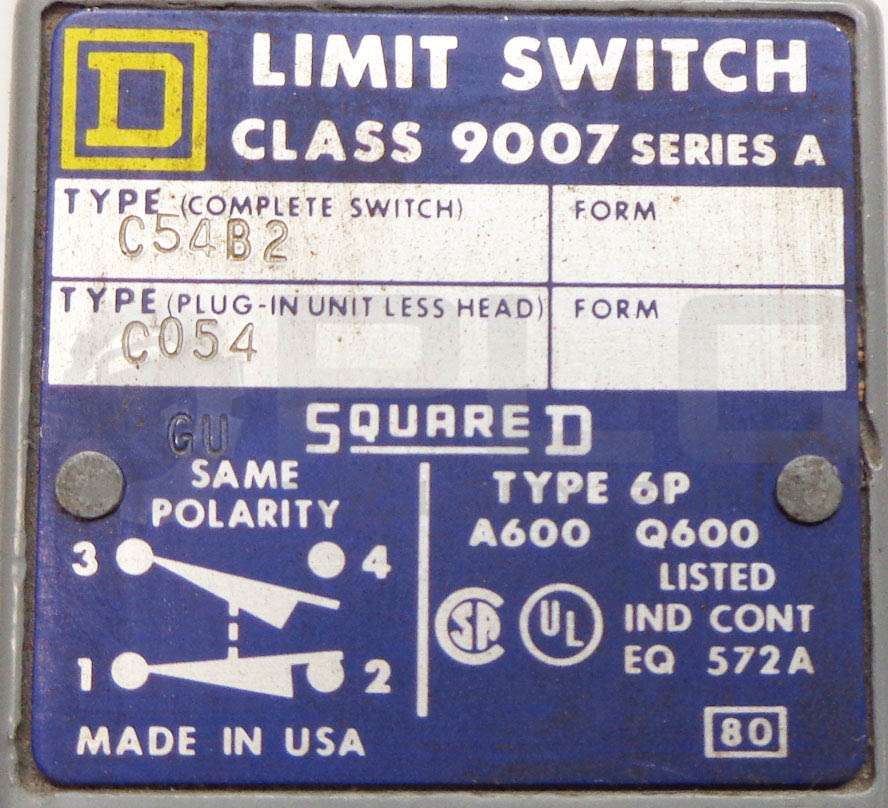 D
LIMIT SWITCH
CLASS 9007 SERIES A
TYPE (COMPLETE SWITCH) FORM
C54B2
TYPE (PLUG-IN UNIT LESS HEAD) FORM
C054
GU
SQUARE D
SAME
POLARITY
3 4
1 2
MADE IN USA
TYPE 6P
A600 Q600
LISTED
IND CONT
EQ 572A
SA
UL
80
PLC